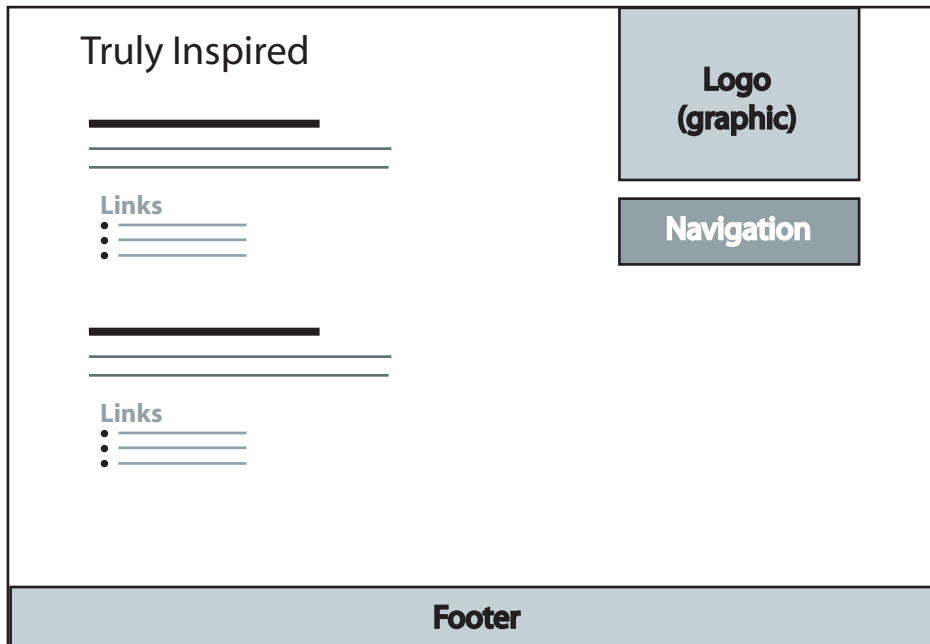 Truly Inspired
Logo
(graphic)
Navigation
Links
Links
Footer